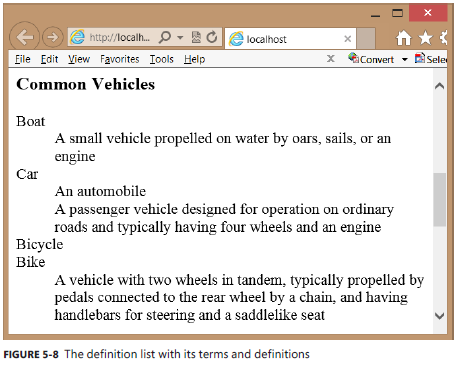 http://localh...
localhost
File Edit View Favorites Tools Help
x Convert Selec
Common Vehicles
Boat
A small vehicle propelled on water by oars, sails, or an
engine
Car
An automobile
A passenger vehicle designed for operation on ordinary
roads and typically having four wheels and an engine
Bicycle
Bike
A vehicle with two wheels in tandem, typically propelled by
pedals connected to the rear wheel by a chain, and having
handlebars for steering and a saddlelike seat
FIGURE 5-8 The definition list with its terms and definitions